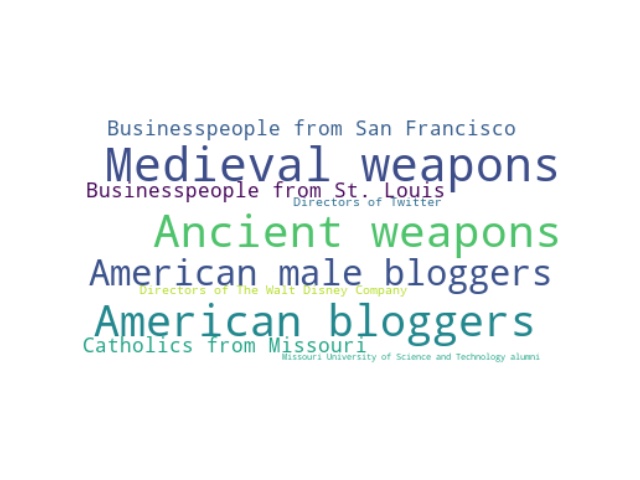 Businesspeople from San Francisco
Medieval weapons
Businesspeople from St. Louis
Directors of Twitter
Ancient weapons
American male bloggers
Directors of The Walt Disney Company
American bloggers
Catholics from Missouri
Missouri University of Science and Technology alumni